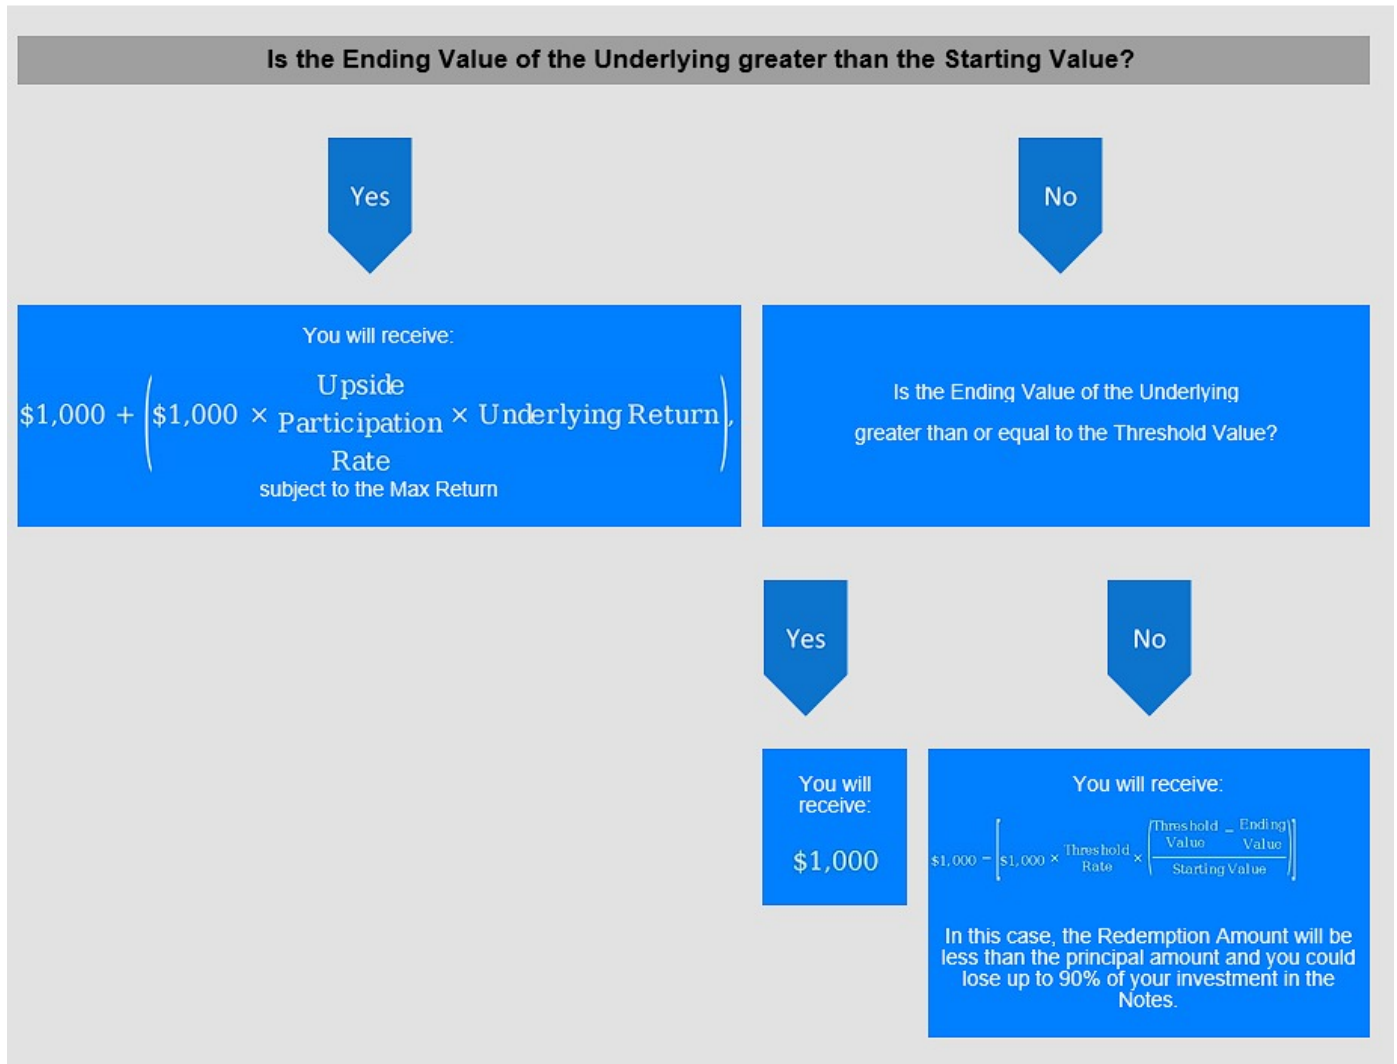 Is the Ending Value of the Underlying greater than the Starting Value?
Yes
No
You will receive:
$1,000 + ($1,000 × Upside Participation Rate × Underlying Return),
subject to the Max Return
Is the Ending Value of the Underlying
greater than or equal to the Threshold Value?
Yes
No
You will
receive:
$1,000
You will receive:
$1,000 − [$1,000 × Threshold Rate × ((Threshold Value − Ending Value) / Starting Value)]
In this case, the Redemption Amount will be
less than the principal amount and you could
lose up to 90% of your investment in the
Notes.